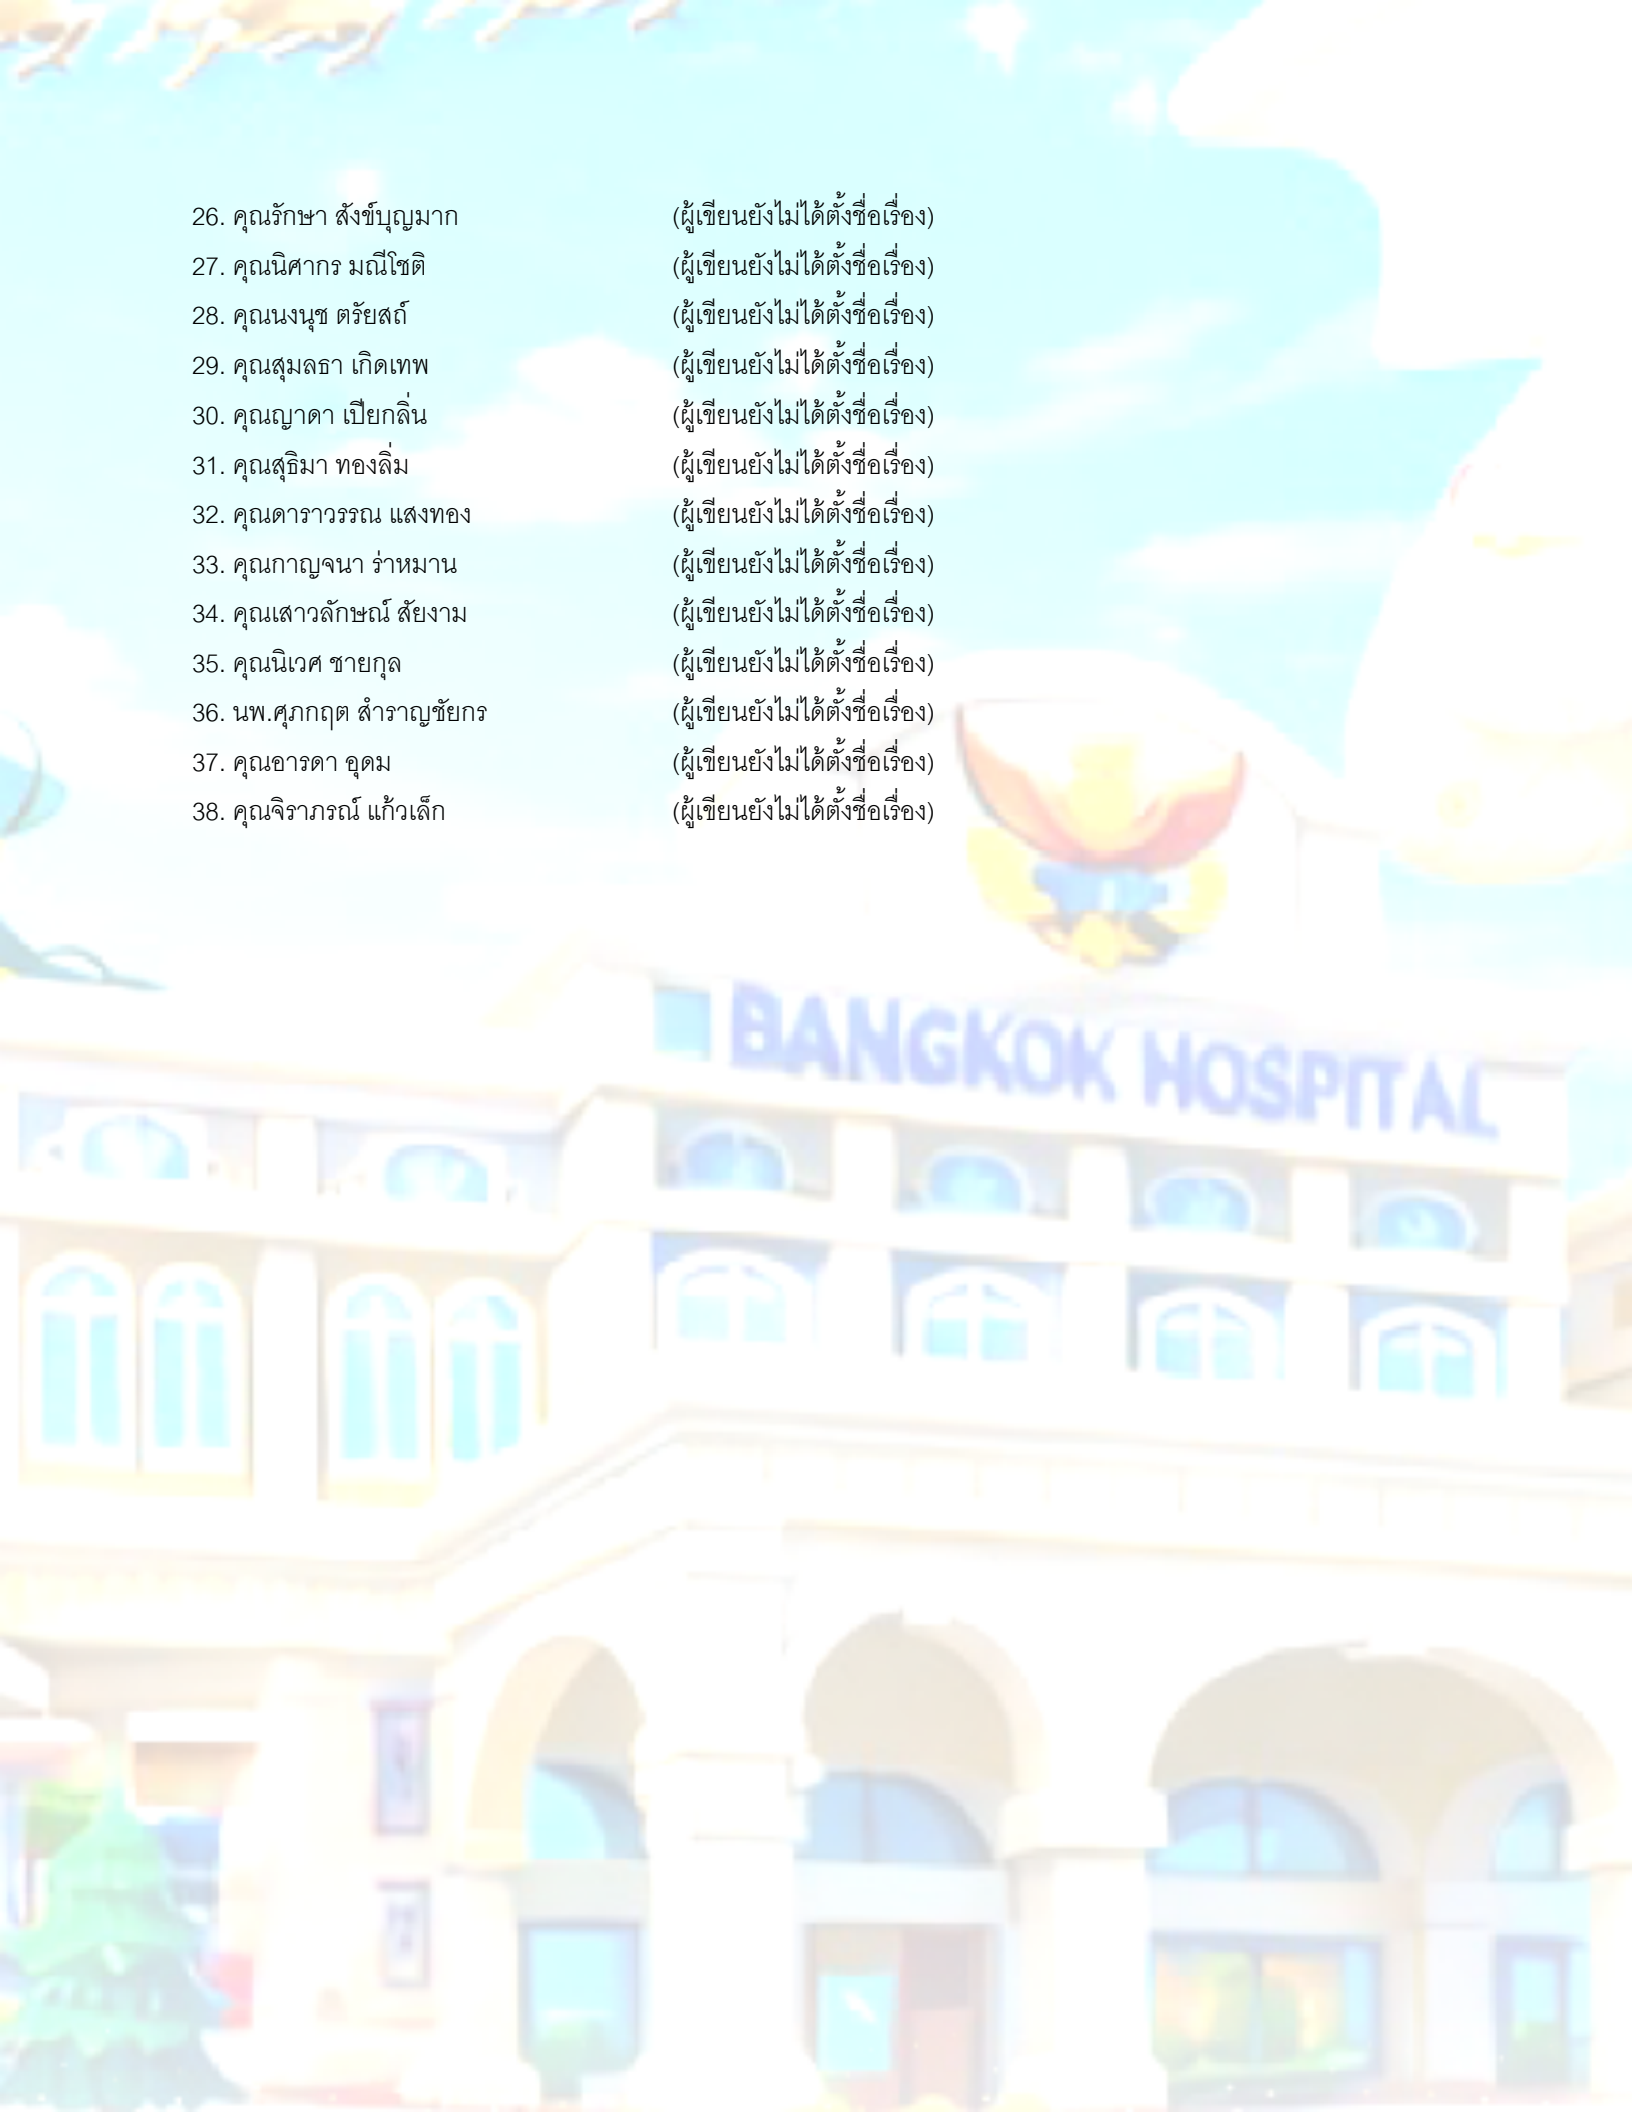 26. คุณรักษา สังข์บุญมาก (ผู้เขียนยังไม่ได้ตั้งชื่อเรื่อง)
27. คุณนิศากร มณีโชติ (ผู้เขียนยังไม่ได้ตั้งชื่อเรื่อง)
28. คุณนงนุช ตรัยสถ์ (ผู้เขียนยังไม่ได้ตั้งชื่อเรื่อง)
29. คุณสุมลธา เกิดเทพ (ผู้เขียนยังไม่ได้ตั้งชื่อเรื่อง)
30. คุณญาดา เปียกลิ่น (ผู้เขียนยังไม่ได้ตั้งชื่อเรื่อง)
31. คุณสุธิมา ทองลิ่ม (ผู้เขียนยังไม่ได้ตั้งชื่อเรื่อง)
32. คุณดาราวรรณ แสงทอง (ผู้เขียนยังไม่ได้ตั้งชื่อเรื่อง)
33. คุณกาญจนา ร่าหมาน (ผู้เขียนยังไม่ได้ตั้งชื่อเรื่อง)
34. คุณเสาวลักษณ์ สัยงาม (ผู้เขียนยังไม่ได้ตั้งชื่อเรื่อง)
35. คุณนิเวศ ชายกุล (ผู้เขียนยังไม่ได้ตั้งชื่อเรื่อง)
36. นพ.ศุภกฤต สำราญชัยกร (ผู้เขียนยังไม่ได้ตั้งชื่อเรื่อง)
37. คุณอารดา อุดม (ผู้เขียนยังไม่ได้ตั้งชื่อเรื่อง)
38. คุณจิราภรณ์ แก้วเล็ก (ผู้เขียนยังไม่ได้ตั้งชื่อเรื่อง)
BANGKOK HOSPITAL